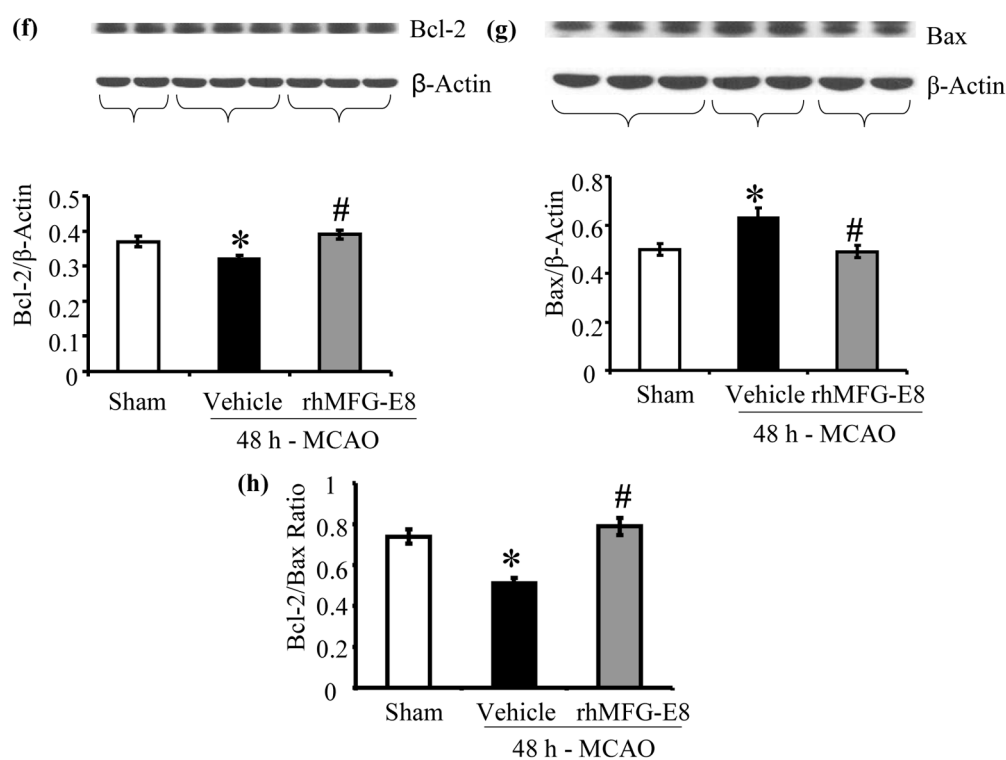 (f)
Bcl-2
β-Actin
Bcl-2/β-Actin
0.5
0.4
0.3
0.2
0.1
0
*
#
Sham
Vehicle
rhMFG-E8
48 h - MCAO
(g)
Bax
β-Actin
Bax/β-Actin
0.8
0.6
0.4
0.2
0
*
#
Sham
Vehicle rhMFG-E8
48 h - MCAO
(h)
Bcl-2/Bax Ratio
1
0.8
0.6
0.4
0.2
0
*
#
Sham
Vehicle
rhMFG-E8
48 h - MCAO